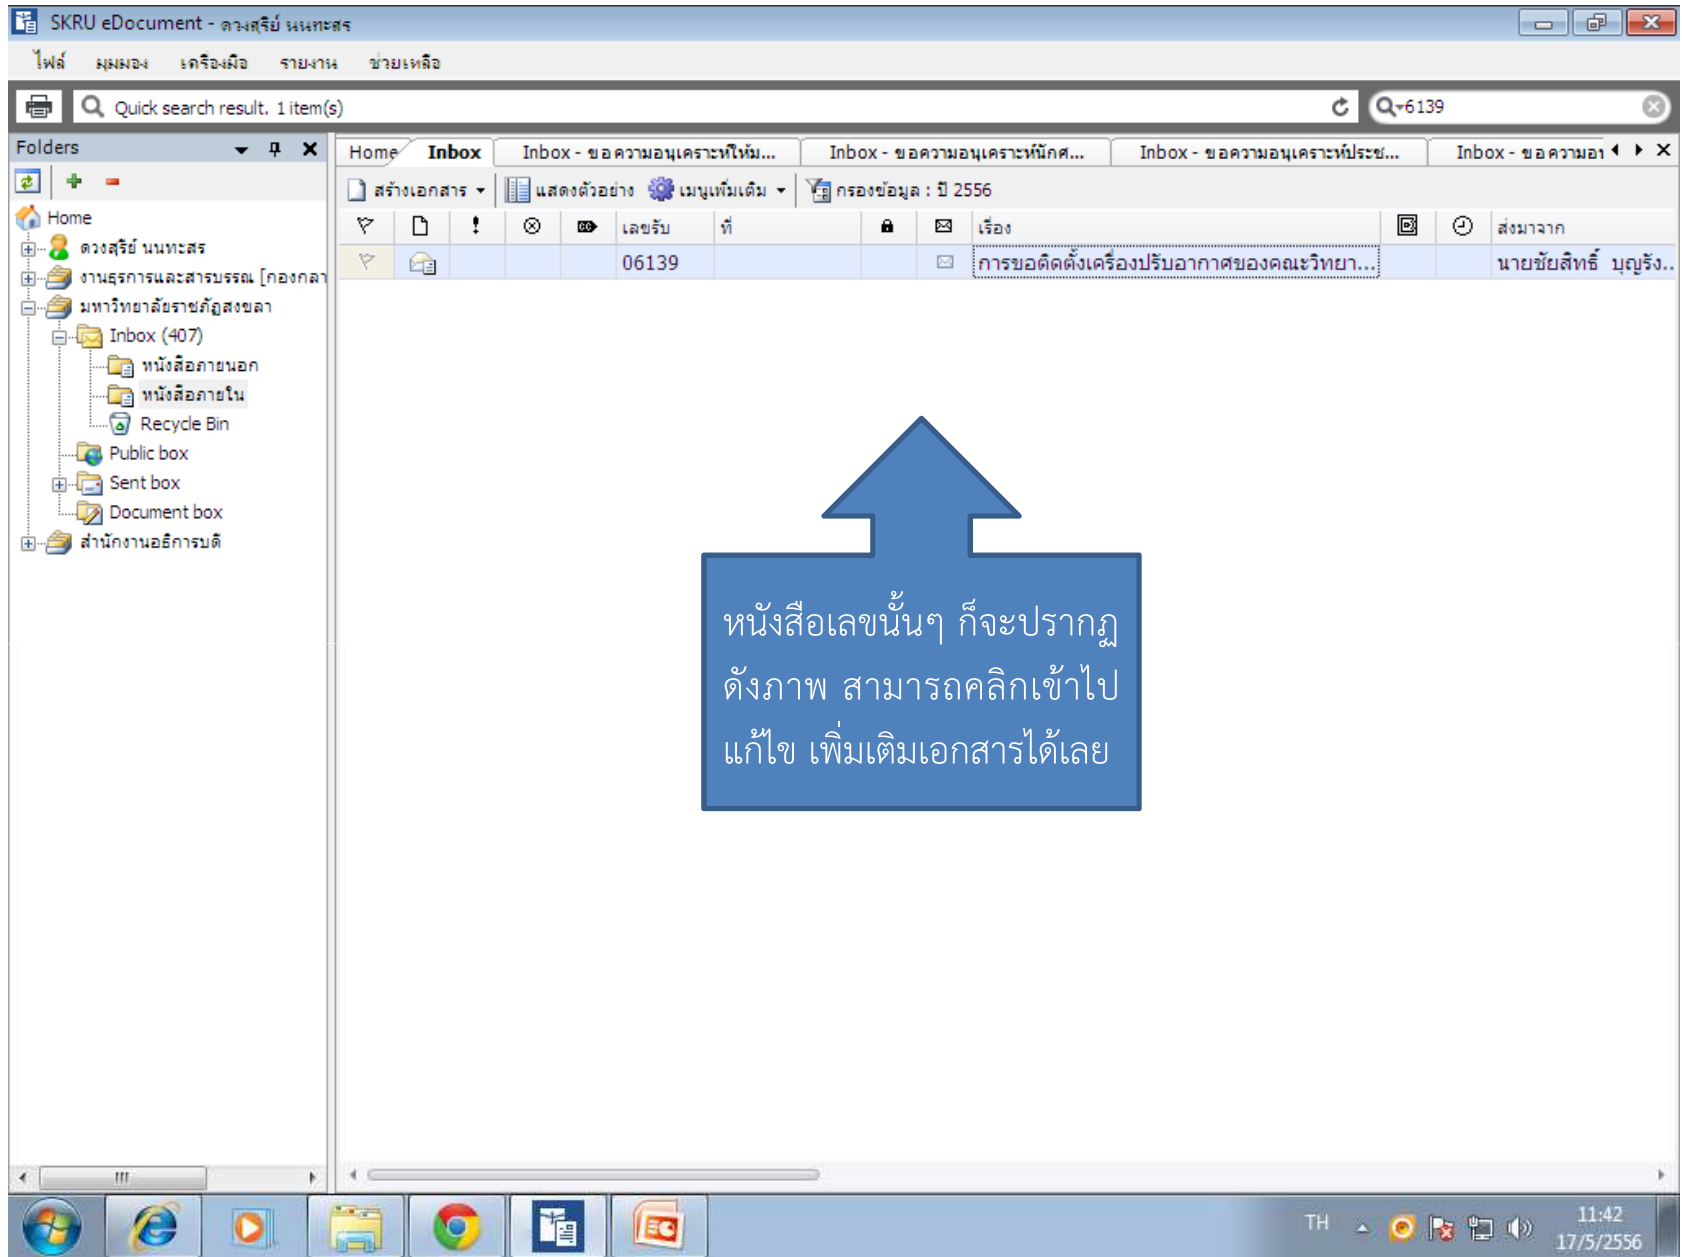 SKRU eDocument - ดวงสุรีย์ นนทะสร
ไฟล์ มุมมอง เครื่องมือ รายงาน ช่วยเหลือ
Quick search result. 1 item(s)
6139
Folders
Home Inbox Inbox - ขอความอนุเคราะห์ให้ม... Inbox - ขอความอนุเคราะห์นักศ... Inbox - ขอความอนุเคราะห์ประช... Inbox - ขอความอนุ
สร้างเอกสาร แสดงตัวอย่าง เมนูเพิ่มเติม กรองข้อมูล : ปี 2556
เลขรับ ที่ เรื่อง ส่งมาจาก
06139 การขอติดตั้งเครื่องปรับอากาศของคณะวิทยา... นายชัยสิทธิ์ บุญรัง..
Home
ดวงสุรีย์ นนทะสร
งานธุรการและสารบรรณ [กองกลา
มหาวิทยาลัยราชภัฏสงขลา
Inbox (407)
หนังสือภายนอก
หนังสือภายใน
Recycle Bin
Public box
Sent box
Document box
สำนักงานอธิการบดี
หนังสือเลขนั้นๆ ก็จะปรากฏ
ดังภาพ สามารถคลิกเข้าไป
แก้ไข เพิ่มเติมเอกสารได้เลย
TH
11:42
17/5/2556